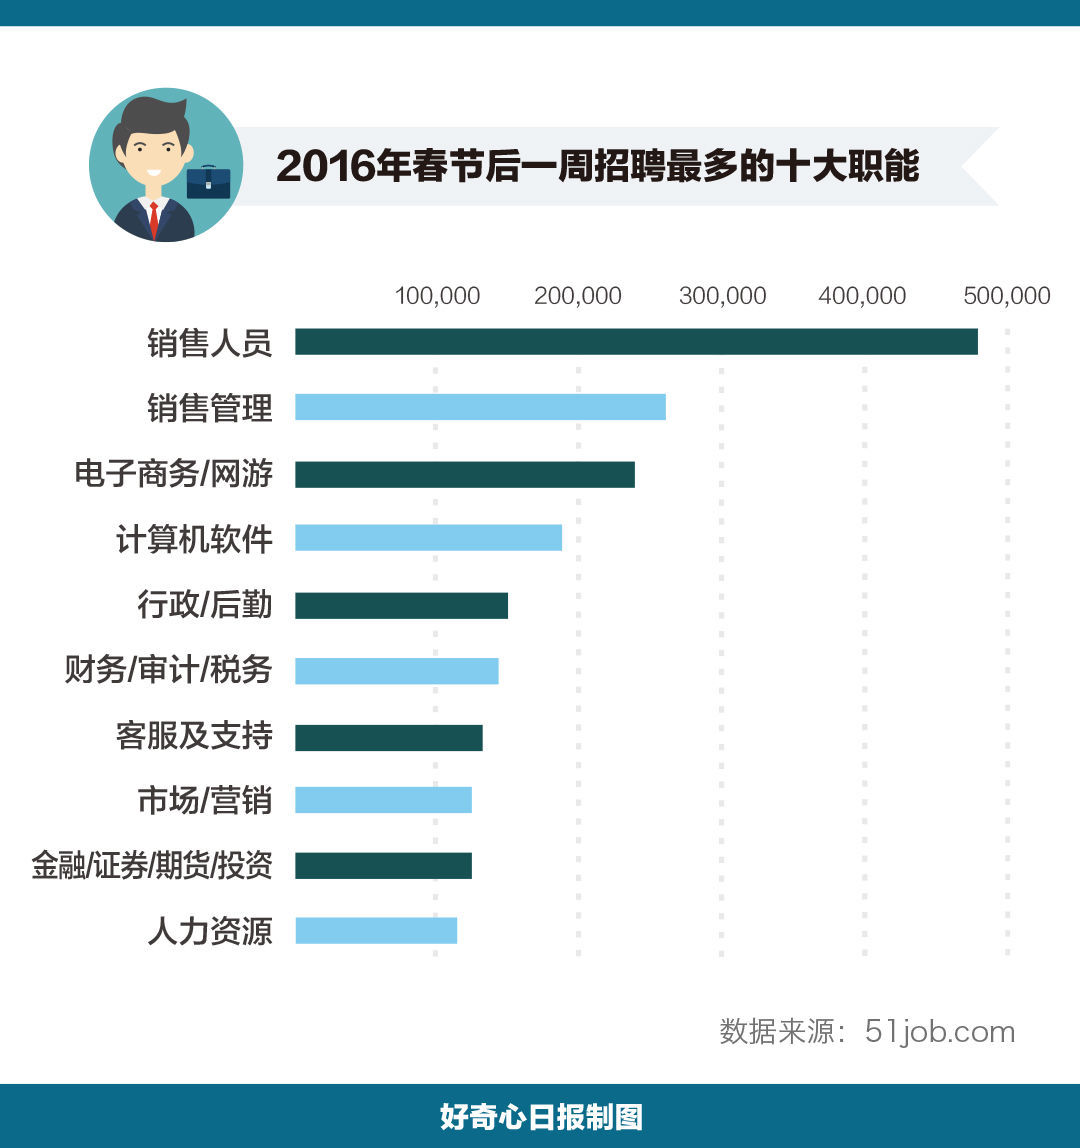 2016年春节后一周招聘最多的十大职能
100,000 200,000 300,000 400,000 500,000
销售人员
销售管理
电子商务/网游
计算机软件
行政/后勤
财务/审计/税务
客服及支持
市场/营销
金融/证券/期货/投资
人力资源
数据来源：51job.com
好奇心日报制图